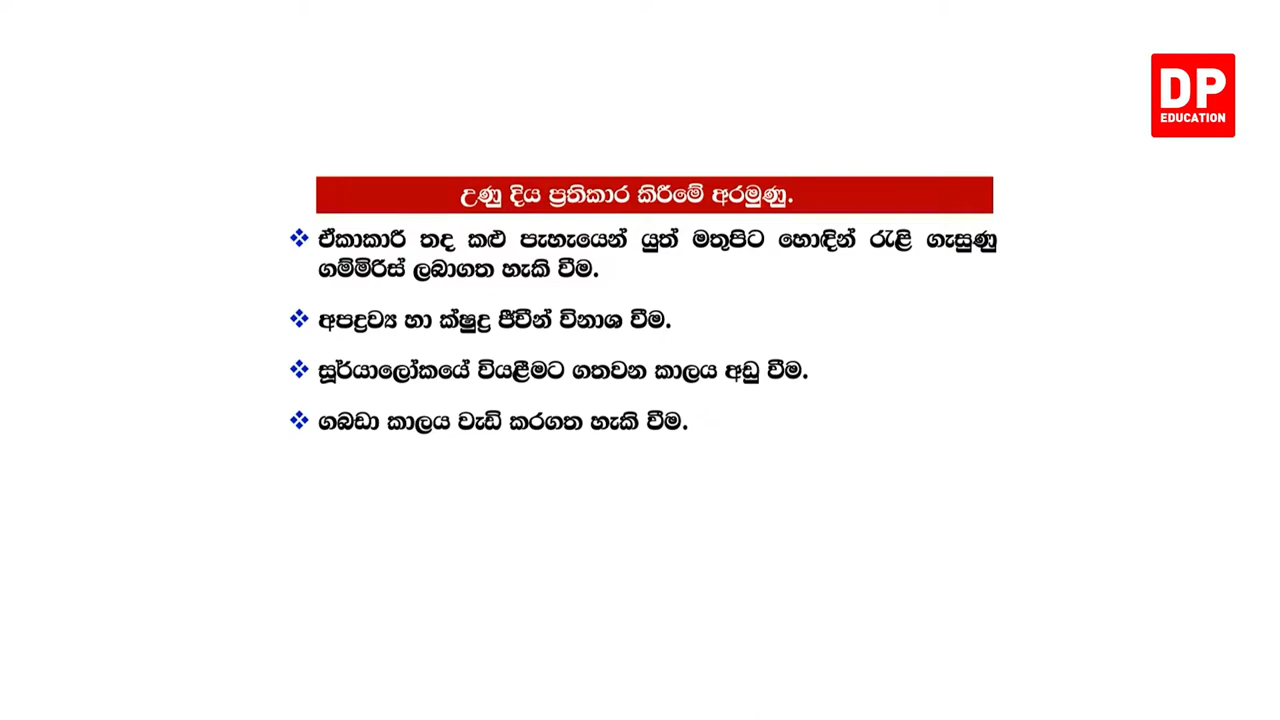 DP
EDUCATION
උණු දිය ප්‍රතිකාර කිරීමේ අරමුණු.
ඒකාකාරී තද කළු පැහැයෙන් යුත් මතුපිට හොඳින් රැළි ගැසුණු
ගම්මිරිස් ලබාගත හැකි වීම.
අපද්‍රව්‍ය හා ක්ෂුද්‍ර ජීවීන් විනාශ වීම.
සූර්යාලෝකයේ වියළීමට ගතවන කාලය අඩු වීම.
ගබඩා කාලය වැඩි කරගත හැකි වීම.